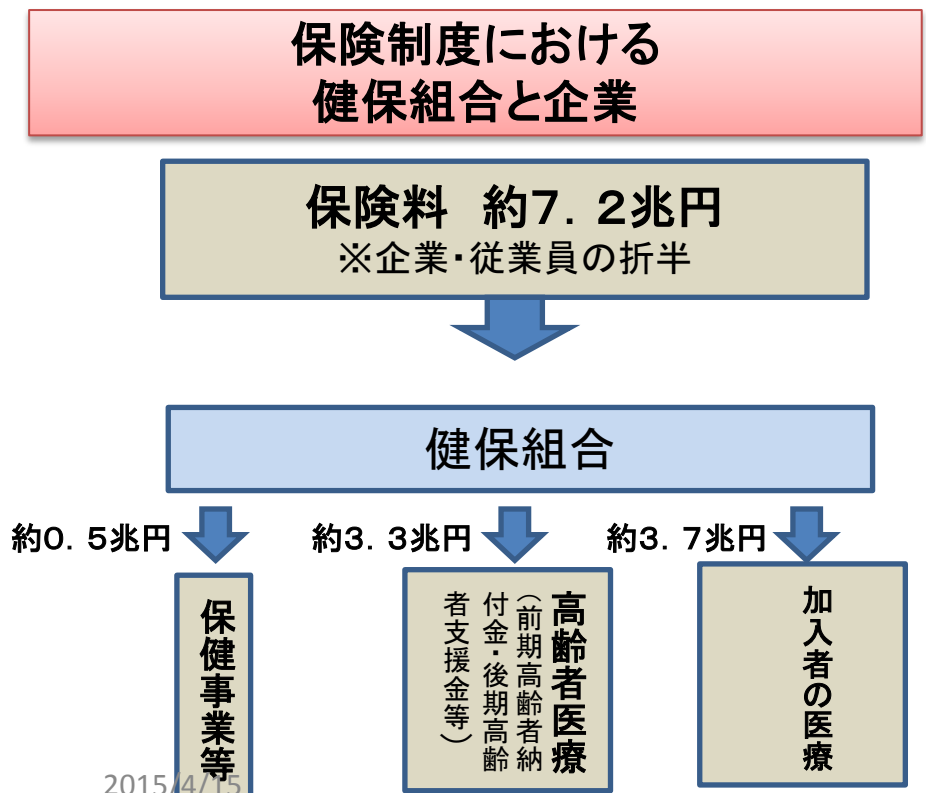 保険制度における
健保組合と企業
保険料　約７．２兆円
※企業・従業員の折半
健保組合
約０．５兆円
約３．３兆円
約３．７兆円
保健事業等
高齢者医療
（前期高齢者納
付金・後期高齢
者支援金等）
加入者の医療
2015/4/15